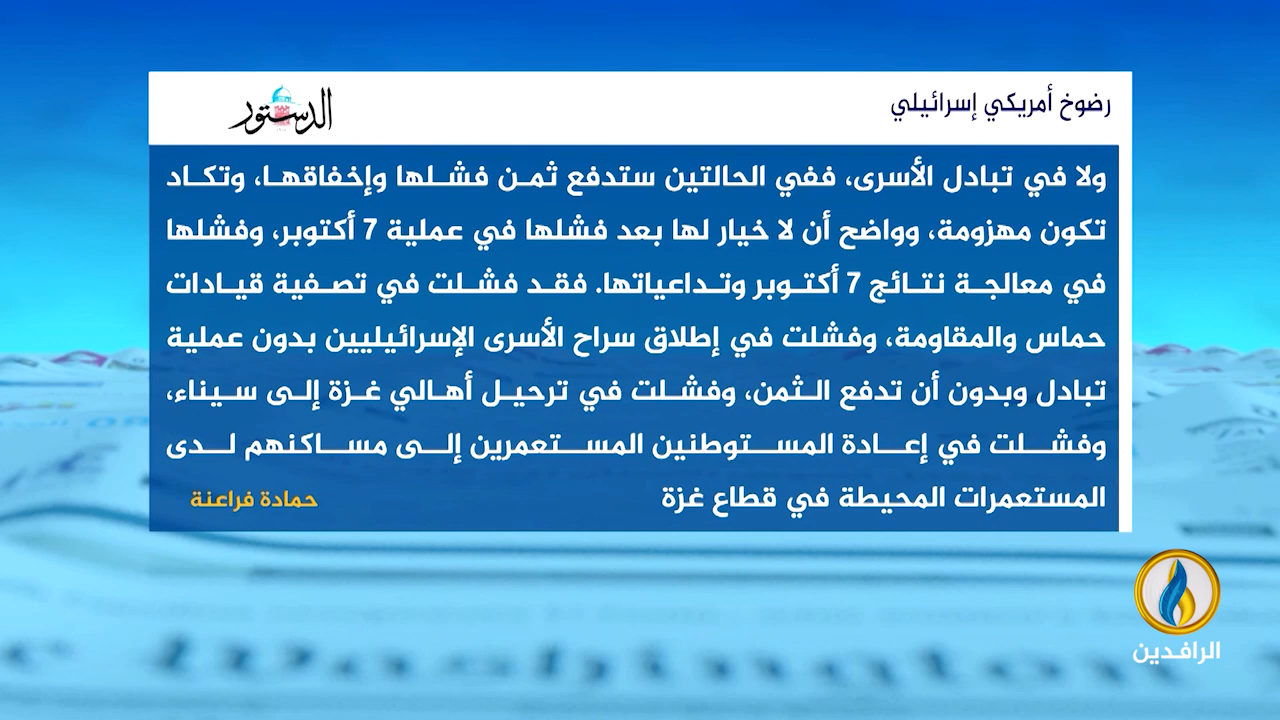 رضوخ أمريكي إسرائيلي
الدستور
ولا في تبادل الأسرى، ففي الحالتين ستدفع ثمن فشلها وإخفاقها، وتكاد
تكون مهزومة، وواضح أن لا خيار لها بعد فشلها في عملية 7 أكتوبر، وفشلها
في معالجة نتائج 7 أكتوبر وتداعياتها. فقد فشلت في تصفية قيادات
حماس والمقاومة، وفشلت في إطلاق سراح الأسرى الإسرائيليين بدون عملية
تبادل وبدون أن تدفع الثمن، وفشلت في ترحيل أهالي غزة إلى سيناء،
وفشلت في إعادة المستوطنين المستعمرين إلى مساكنهم لدى
المستعمرات المحيطة في قطاع غزة
حمادة فراعنة
الرافدين